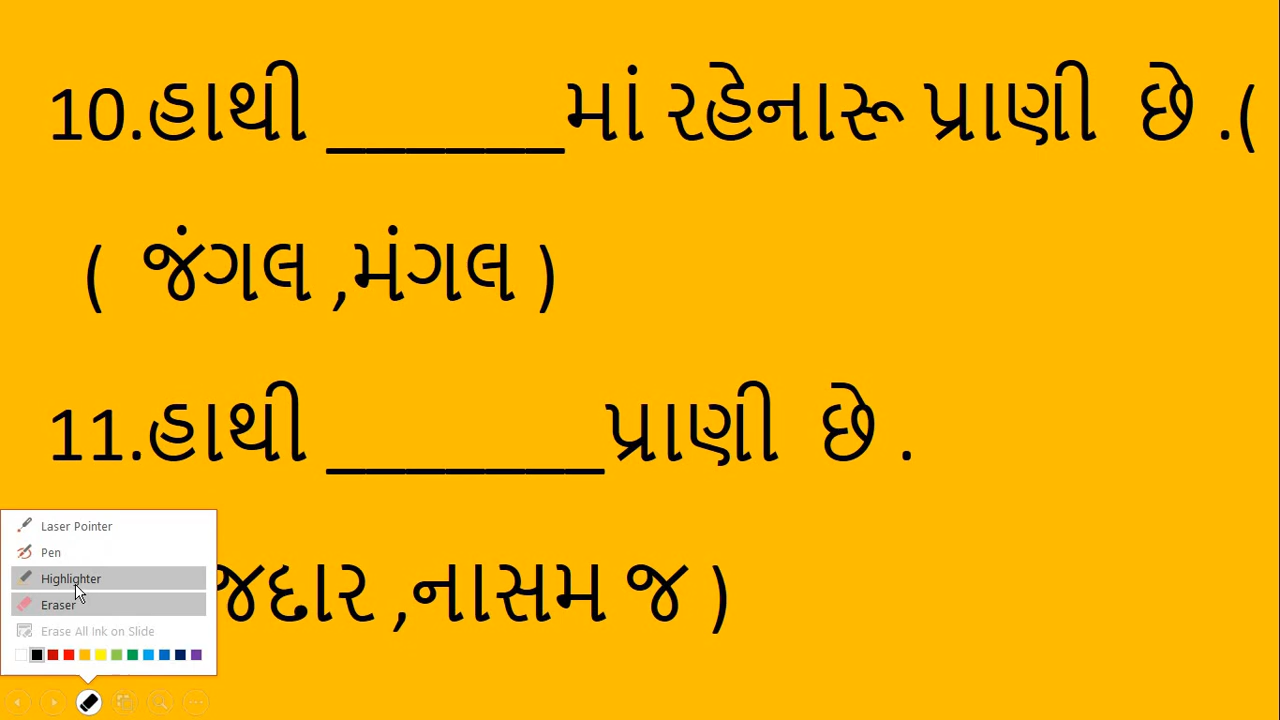 10.હાથી ______માં રહેનારૂ પ્રાણી છે .(
( જંગલ ,મંગલ )
11.હાથી _______પ્રાણી છે .
જદાર ,નાસમ જ )
Laser Pointer
Pen
Highlighter
Eraser
Erase All Ink on Slide